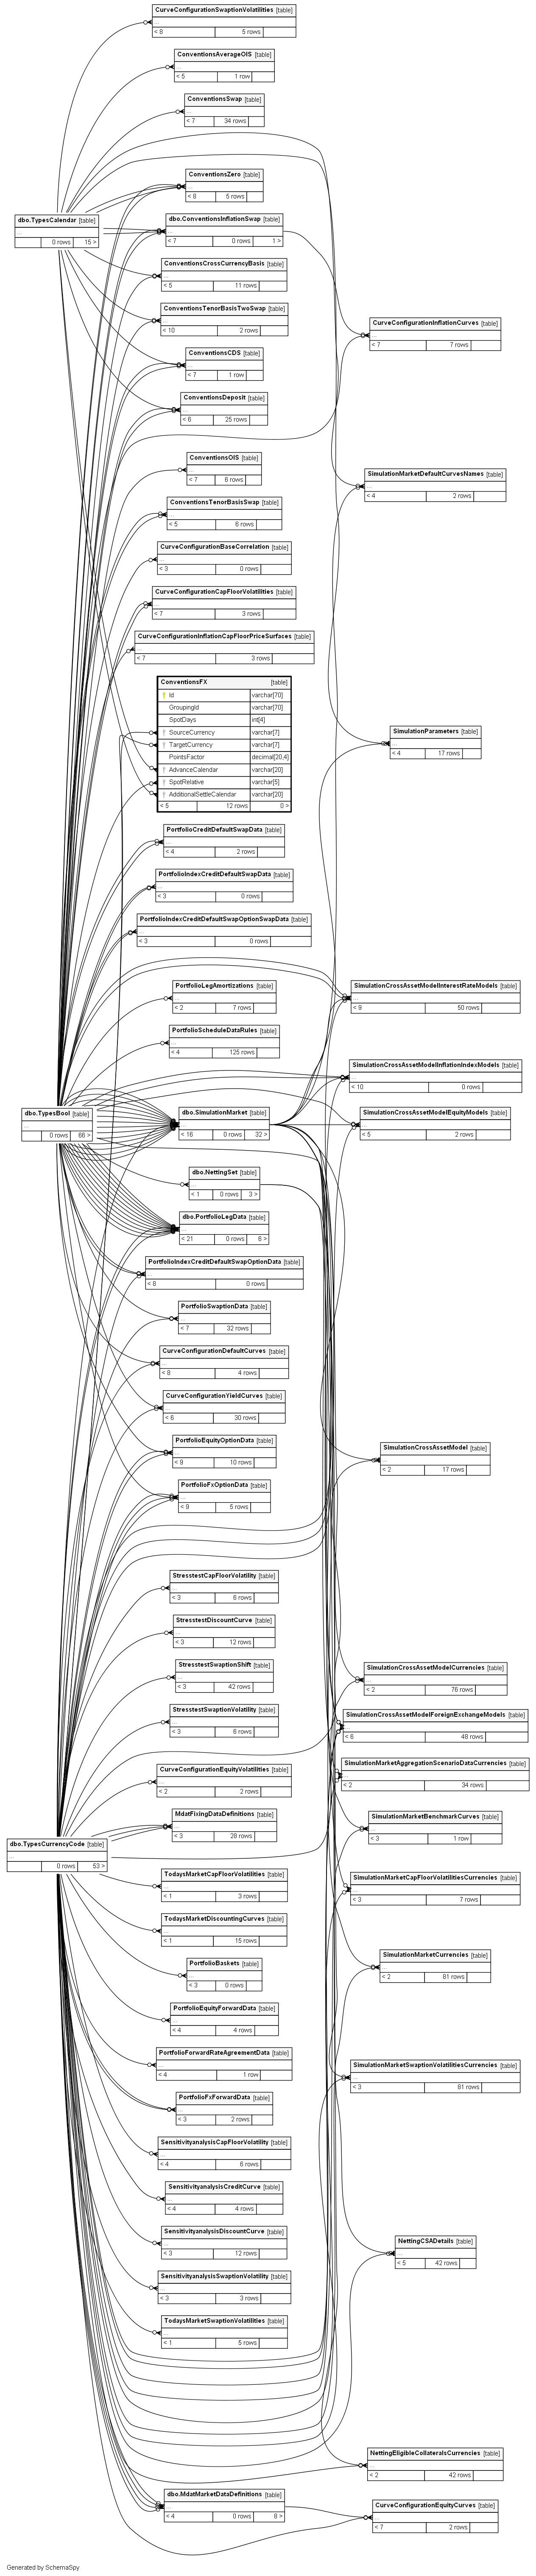 CurveConfigurationSwaptionVolatilities [table]
...
< 8 5 rows
ConventionsAverageOIS [table]
...
< 5 1 row
ConventionsSwap [table]
...
< 7 34 rows
ConventionsZero [table]
...
< 8 5 rows
dbo.TypesCalendar [table]
...
0 rows 15 >
dbo.ConventionsInflationSwap [table]
...
< 7 0 rows 1 >
ConventionsCrossCurrencyBasis [table]
...
< 5 11 rows
ConventionsTenorBasisTwoSwap [table]
...
< 10 2 rows
CurveConfigurationInflationCurves [table]
...
< 7 7 rows
ConventionsCDS [table]
...
< 7 1 row
ConventionsDeposit [table]
...
< 6 25 rows
ConventionsOIS [table]
...
< 7 6 rows
SimulationMarketDefaultCurvesNames [table]
...
< 4 2 rows
ConventionsTenorBasisSwap [table]
...
< 5 8 rows
CurveConfigurationBaseCorrelation [table]
...
< 3 0 rows
CurveConfigurationCapFloorVolatilities [table]
...
< 7 3 rows
CurveConfigurationInflationCapFloorPriceSurfaces [table]
...
< 7 3 rows
ConventionsFX [table]
Id varchar[70]
GroupingId varchar[70]
SpotDays int[4]
SourceCurrency varchar[7]
TargetCurrency varchar[7]
PointsFactor decimal[20,4]
AdvanceCalendar varchar[20]
SpotRelative varchar[5]
AdditionalSettleCalendar varchar[20]
< 5 12 rows 0 >
SimulationParameters [table]
...
< 4 17 rows
PortfolioCreditDefaultSwapData [table]
...
< 4 2 rows
PortfolioIndexCreditDefaultSwapData [table]
...
< 3 0 rows
PortfolioIndexCreditDefaultSwapOptionSwapData [table]
...
< 3 0 rows
PortfolioLegAmortizations [table]
...
< 2 7 rows
SimulationCrossAssetModelInterestRateModels [table]
...
< 9 50 rows
PortfolioScheduleDataRules [table]
...
< 4 125 rows
SimulationCrossAssetModelInflationIndexModels [table]
...
< 10 0 rows
dbo.TypesBool [table]
...
0 rows 66 >
dbo.SimulationMarket [table]
...
< 16 0 rows 32 >
SimulationCrossAssetModelEquityModels [table]
...
< 5 2 rows
dbo.NettingSet [table]
...
< 1 0 rows 3 >
dbo.PortfolioLegData [table]
...
< 21 0 rows 6 >
PortfolioIndexCreditDefaultSwapOptionData [table]
...
< 8 0 rows
PortfolioSwaptionData [table]
...
< 7 32 rows
CurveConfigurationDefaultCurves [table]
...
< 8 4 rows
CurveConfigurationYieldCurves [table]
...
< 6 30 rows
PortfolioEquityOptionData [table]
...
< 9 10 rows
SimulationCrossAssetModel [table]
...
< 2 17 rows
PortfolioFxOptionData [table]
...
< 9 5 rows
StresstestCapFloorVolatility [table]
...
< 3 6 rows
StresstestDiscountCurve [table]
...
< 3 12 rows
StresstestSwaptionShift [table]
...
< 3 42 rows
SimulationCrossAssetModelCurrencies [table]
...
< 2 76 rows
StresstestSwaptionVolatility [table]
...
< 3 6 rows
SimulationCrossAssetModelForeignExchangeModels [table]
...
< 6 48 rows
CurveConfigurationEquityVolatilities [table]
...
< 2 2 rows
SimulationMarketAggregationScenarioDataCurrencies [table]
...
< 2 34 rows
MdatFixingDataDefinitions [table]
...
< 3 28 rows
SimulationMarketBenchmarkCurves [table]
...
< 3 1 row
dbo.TypesCurrencyCode [table]
...
0 rows 53 >
TodaysMarketCapFloorVolatilities [table]
...
< 1 3 rows
SimulationMarketCapFloorVolatilitiesCurrencies [table]
...
< 3 7 rows
TodaysMarketDiscountingCurves [table]
...
< 1 15 rows
PortfolioBaskets [table]
...
< 3 0 rows
SimulationMarketCurrencies [table]
...
< 2 81 rows
PortfolioEquityForwardData [table]
...
< 4 4 rows
PortfolioForwardRateAgreementData [table]
...
< 4 1 row
SimulationMarketSwaptionVolatilitiesCurrencies [table]
...
< 3 81 rows
PortfolioFxForwardData [table]
...
< 3 2 rows
SensitivityanalysisCapFloorVolatility [table]
...
< 4 6 rows
SensitivityanalysisCreditCurve [table]
...
< 4 4 rows
SensitivityanalysisDiscountCurve [table]
...
< 3 12 rows
NettingCSADetails [table]
...
< 5 42 rows
SensitivityanalysisSwaptionVolatility [table]
...
< 3 3 rows
TodaysMarketSwaptionVolatilities [table]
...
< 1 5 rows
NettingEligibleCollateralsCurrencies [table]
...
< 2 42 rows
dbo.MdatMarketDataDefinitions [table]
...
< 4 0 rows 8 >
CurveConfigurationEquityCurves [table]
...
< 7 2 rows
Generated by SchemaSpy